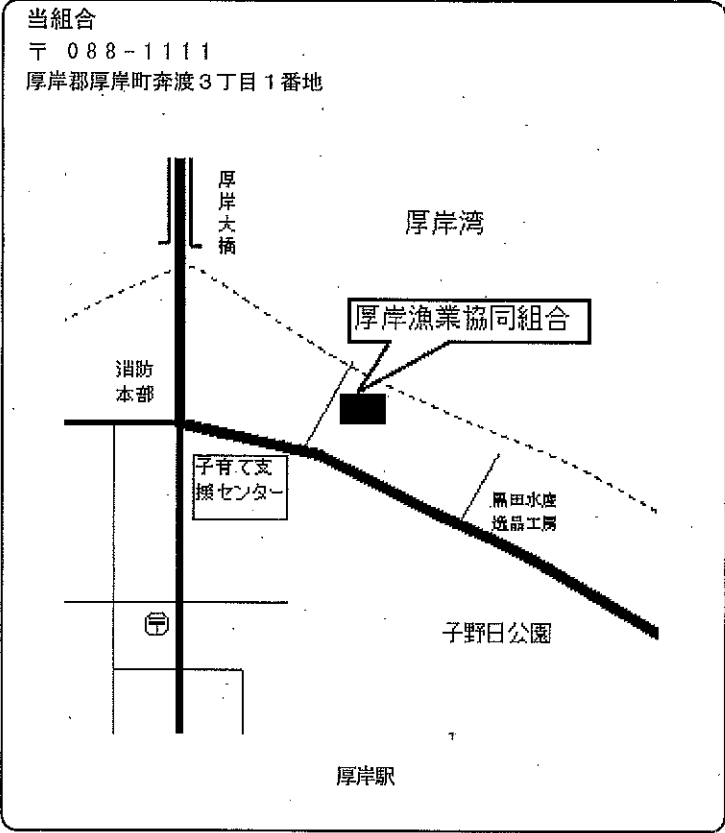 当組合
〒 088-1111
厚岸郡厚岸町奔渡3丁目1番地
厚岸大橋
厚岸湾
厚岸漁業協同組合
消防
本部
子育て支
援センター
黒田水産
逸品工房
子野日公園
厚岸駅